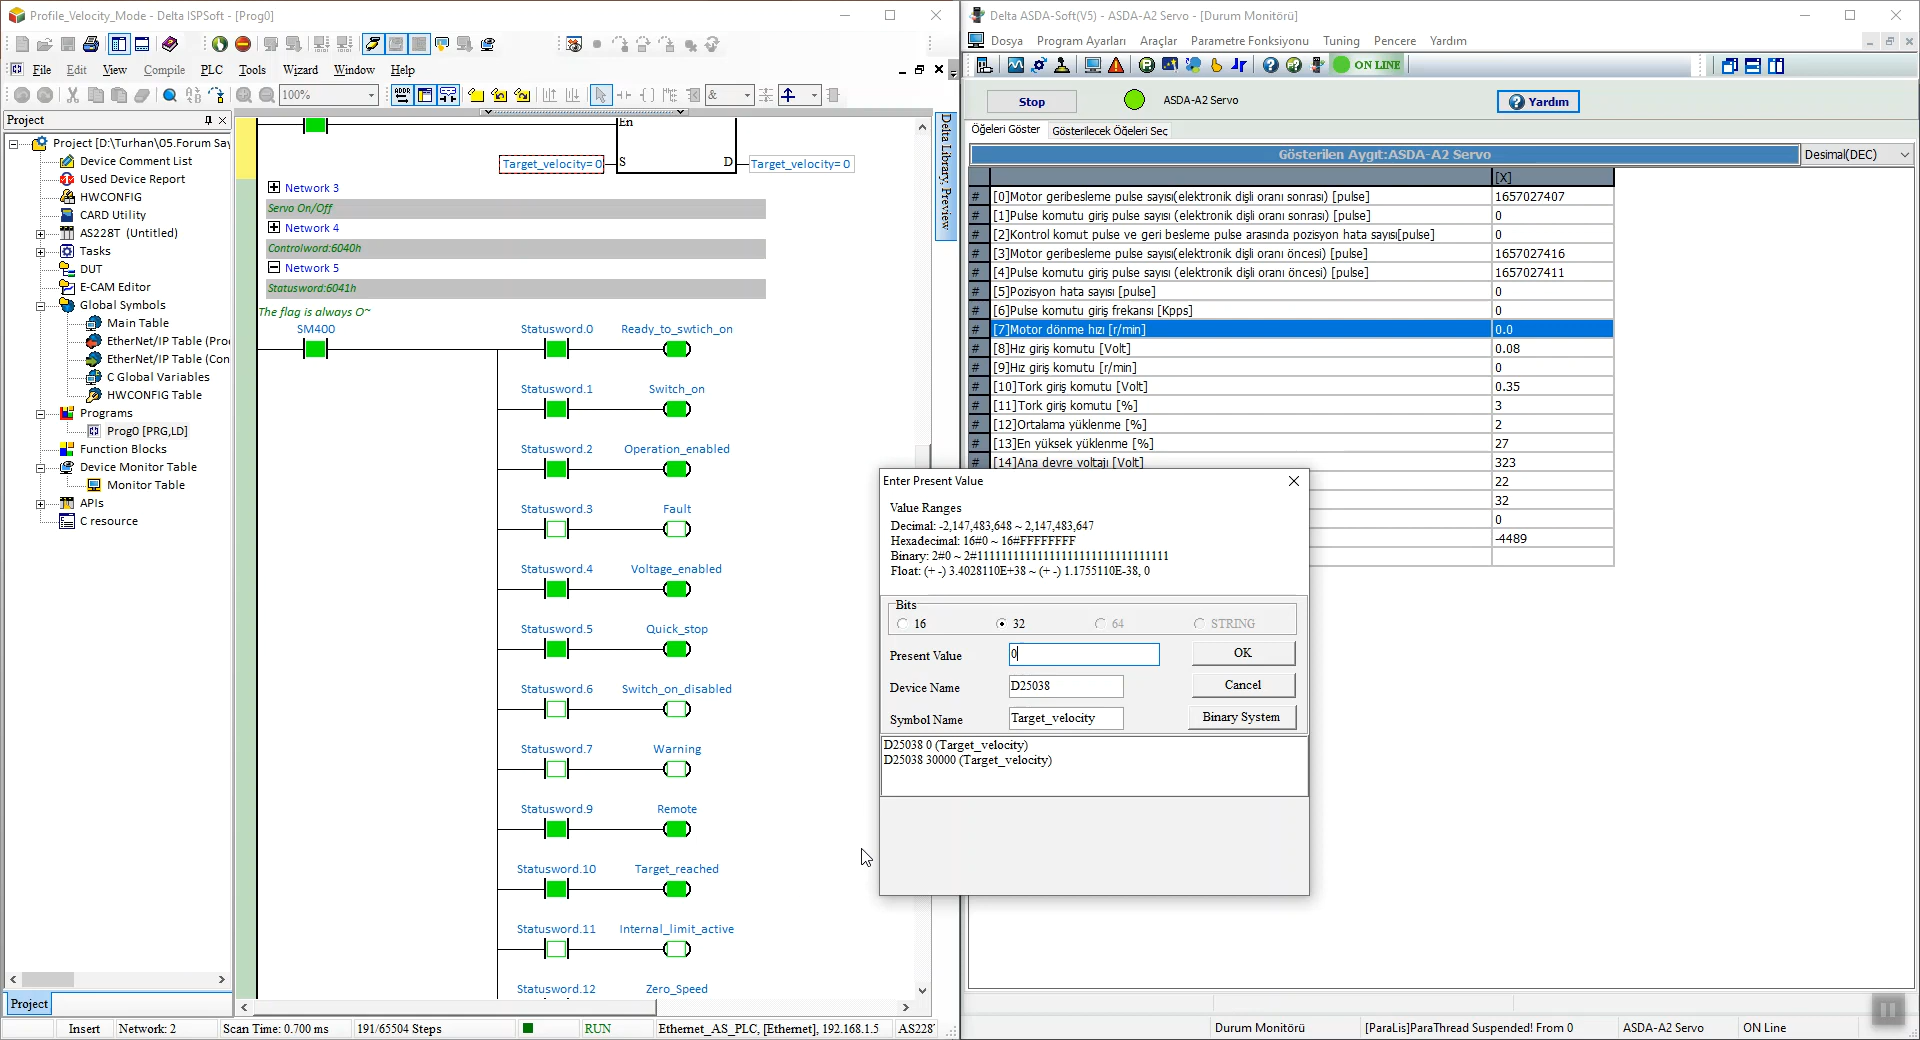 Profile_Velocity_Mode - Delta ISPSoft - [Prog0]
File Edit View Compile PLC Tools Wizard Window Help
100%
&
Project
Project [D:\Turhan\05.Forum Say
Device Comment List
Used Device Report
HWCONFIG
CARD Utility
AS228T (Untitled)
Tasks
DUT
E-CAM Editor
Global Symbols
Main Table
EtherNet/IP Table (Proc
EtherNet/IP Table (Con
C Global Variables
HWCONFIG Table
Programs
Prog0 [PRG,LD]
Function Blocks
Device Monitor Table
Monitor Table
APIs
C resource
Project
En
Target_velocity= 0 S D Target_velocity= 0
Network 3
Servo On/Off
Network 4
Controlword:6040h
Network 5
Statusword:6041h
The flag is always O~
SM400
Statusword.0 Ready_to_swtich_on
Statusword.1 Switch_on
Statusword.2 Operation_enabled
Statusword.3 Fault
Statusword.4 Voltage_enabled
Statusword.5 Quick_stop
Statusword.6 Switch_on_disabled
Statusword.7 Warning
Statusword.9 Remote
Statusword.10 Target_reached
Statusword.11 Internal_limit_active
Statusword.12 Zero_Speed
Delta Library, Preview
Insert Network: 2 Scan Time: 0.700 ms 191/65504 Steps RUN Ethernet_AS_PLC, [Ethernet], 192.168.1.5 AS228
Delta ASDA-Soft(V5) - ASDA-A2 Servo - [Durum Monitörü]
Dosya Program Ayarları Araçlar Parametre Fonksiyonu Tuning Pencere Yardım
ON LINE
Stop ASDA-A2 Servo Yardım
Öğeleri Göster Gösterilecek Öğeleri Seç
Gösterilen Aygıt:ASDA-A2 Servo Desimal(DEC)
[X]
# [0]Motor geribesleme pulse sayısı(elektronik dişli oranı sonrası) [pulse] 1657027407
# [1]Pulse komutu giriş pulse sayısı (elektronik dişli oranı sonrası) [pulse] 0
# [2]Kontrol komut pulse ve geri besleme pulse arasında pozisyon hata sayısı[pulse] 0
# [3]Motor geribesleme pulse sayısı(elektronik dişli oranı öncesi) [pulse] 1657027416
# [4]Pulse komutu giriş pulse sayısı (elektronik dişli oranı öncesi) [pulse] 1657027411
# [5]Pozisyon hata sayısı [pulse] 0
# [6]Pulse komutu giriş frekansı [Kpps] 0
# [7]Motor dönme hızı [r/min] 0.0
# [8]Hız giriş komutu [Volt] 0.08
# [9]Hız giriş komutu [r/min] 0
# [10]Tork giriş komutu [Volt] 0.35
# [11]Tork giriş komutu [%] 3
# [12]Ortalama yüklenme [%] 2
# [13]En yüksek yüklenme [%] 27
# [14]Ana devre voltajı [Volt] 323
22
32
0
-4489
Enter Present Value
Value Ranges
Decimal: -2,147,483,648 ~ 2,147,483,647
Hexadecimal: 16#0 ~ 16#FFFFFFFF
Binary: 2#0 ~ 2#11111111111111111111111111111111
Float: (+ -) 3.4028110E+38 ~ (+ -) 1.1755110E-38, 0
Bits
16 32 64 STRING
Present Value 0 OK
Device Name D25038 Cancel
Symbol Name Target_velocity Binary System
D25038 0 (Target_velocity)
D25038 30000 (Target_velocity)
Durum Monitörü [ParaLis]ParaThread Suspended! From 0 ASDA-A2 Servo ON Line